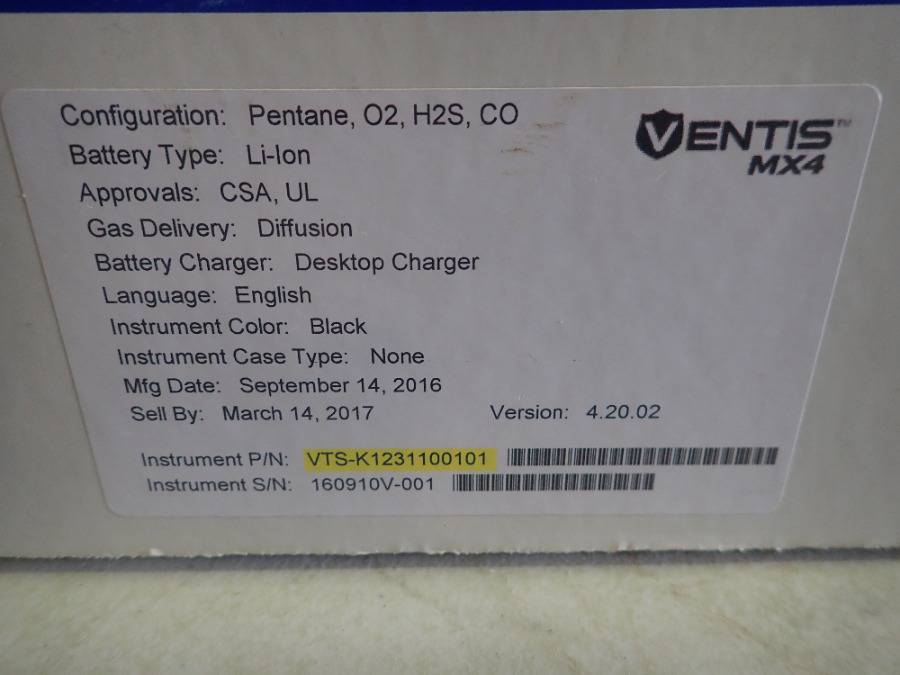 Configuration: Pentane, O2, H2S, CO
VENTIS™
MX4
Battery Type: Li-Ion
Approvals: CSA, UL
Gas Delivery: Diffusion
Battery Charger: Desktop Charger
Language: English
Instrument Color: Black
Instrument Case Type: None
Mfg Date: September 14, 2016
Sell By: March 14, 2017 Version: 4.20.02
Instrument P/N: VTS-K1231100101
Instrument S/N: 160910V-001